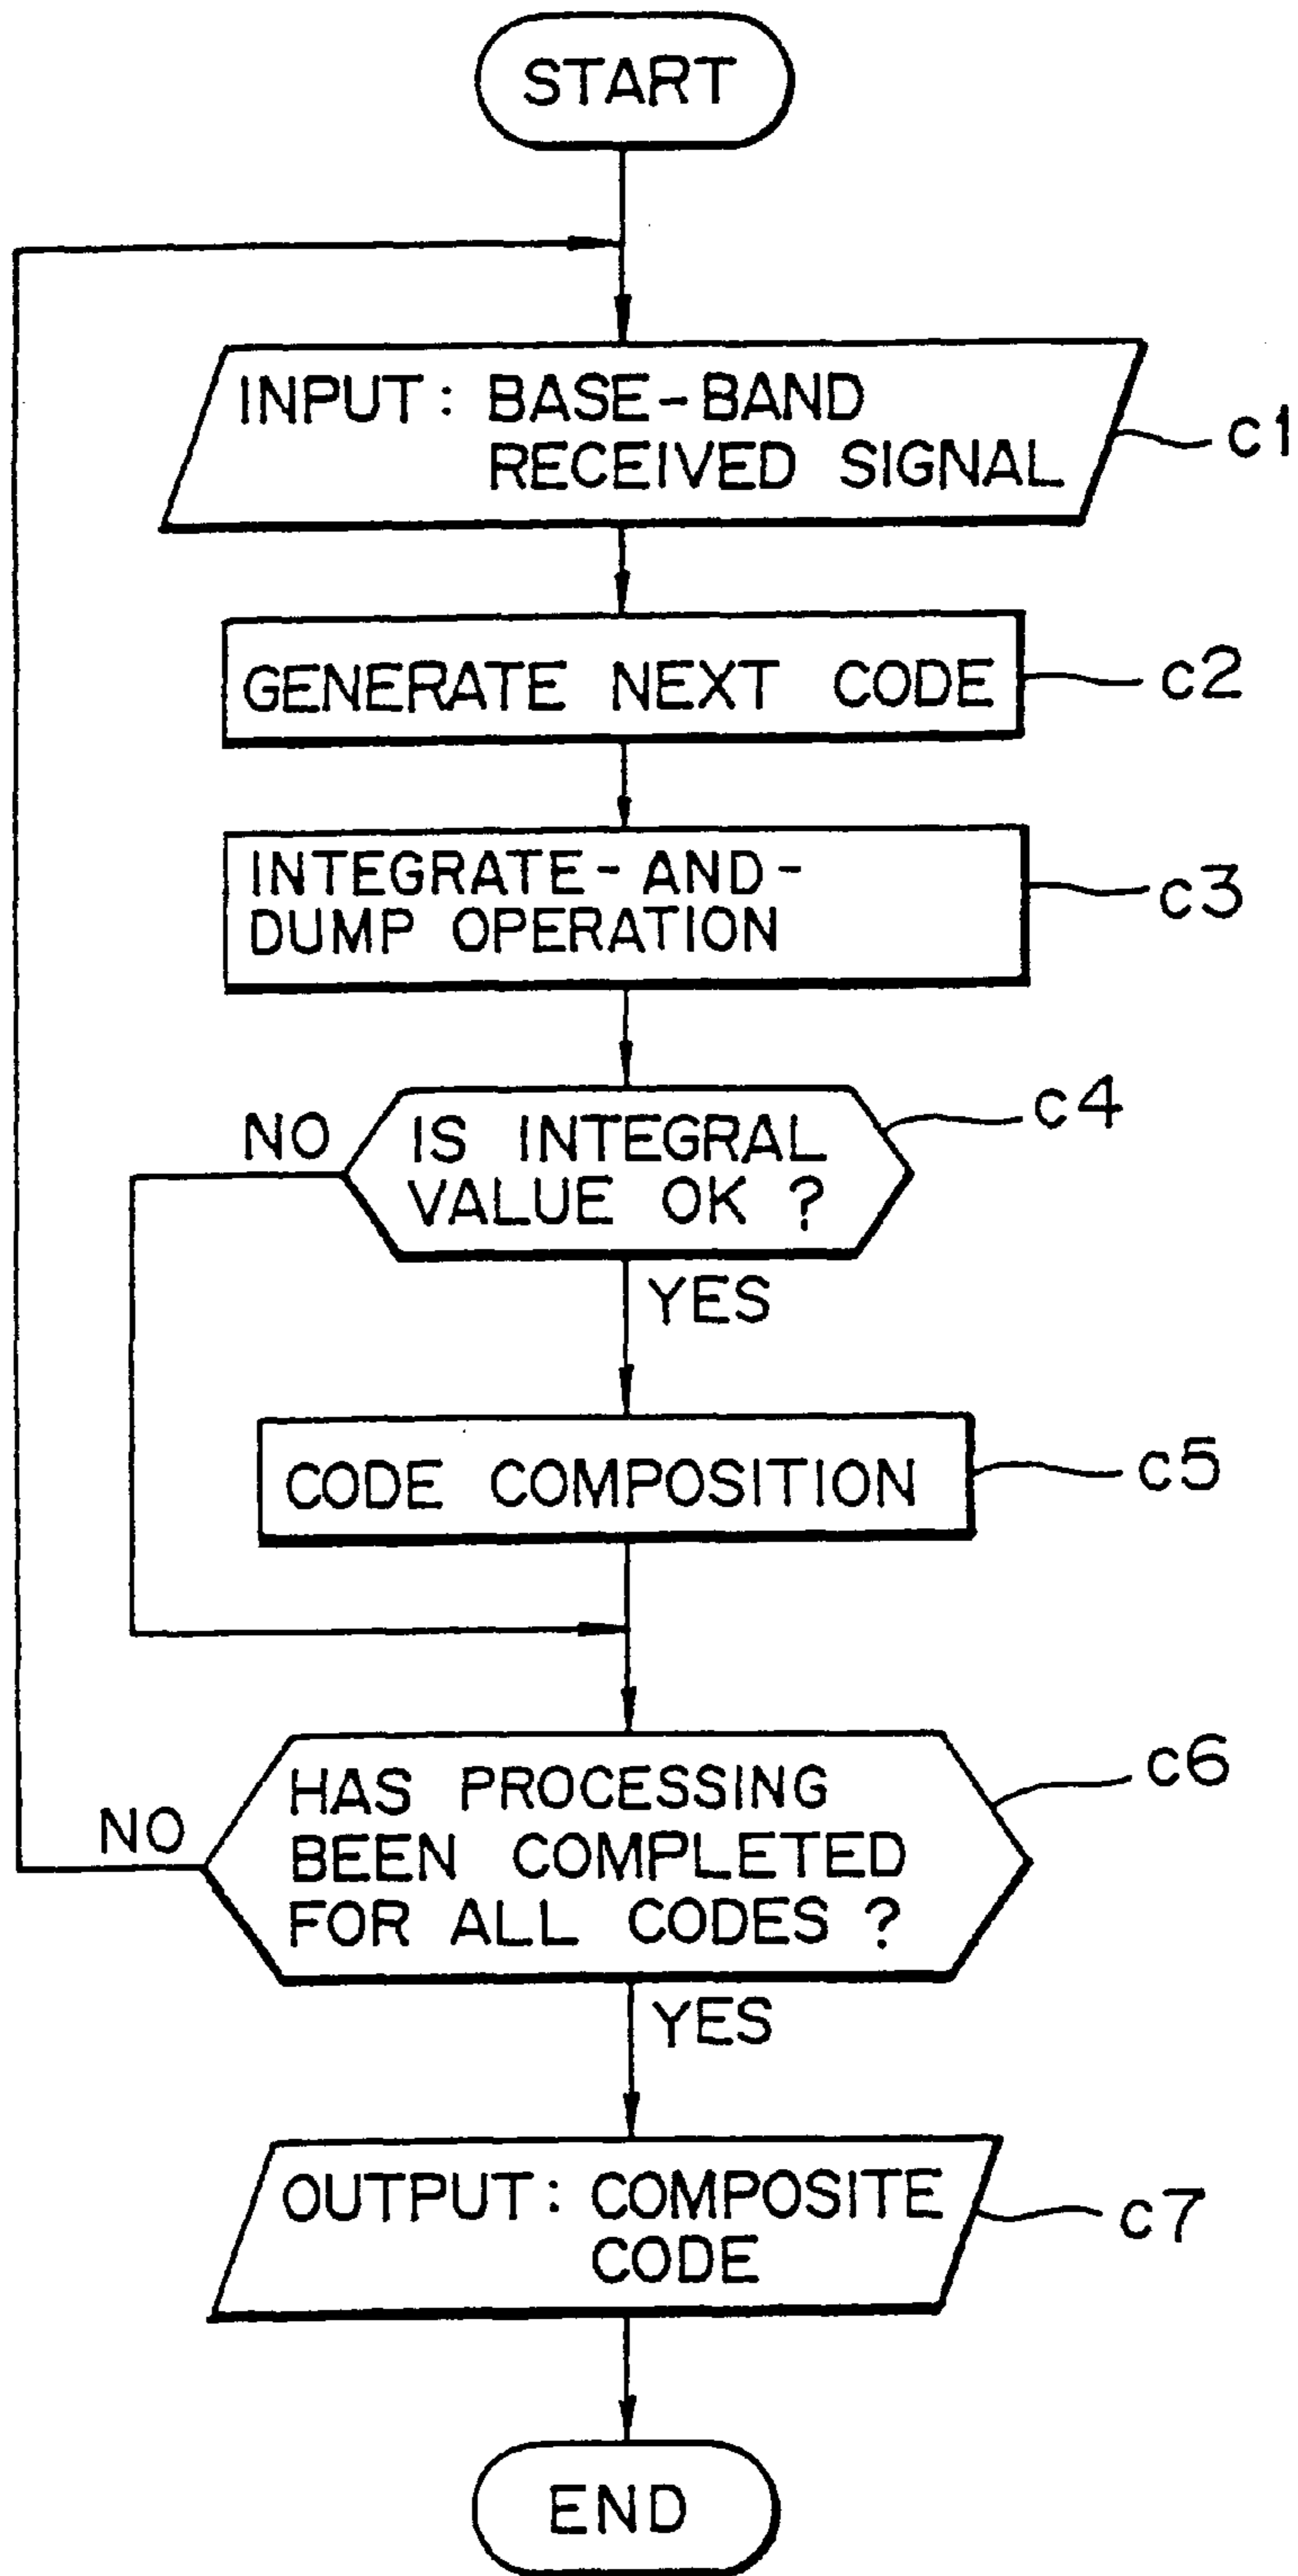 START
INPUT: BASE-BAND
RECEIVED SIGNAL
c1
GENERATE NEXT CODE
c2
INTEGRATE-AND-
DUMP OPERATION
c3
IS INTEGRAL
VALUE OK ?
c4
NO
YES
CODE COMPOSITION
c5
HAS PROCESSING
BEEN COMPLETED
FOR ALL CODES ?
c6
NO
YES
OUTPUT: COMPOSITE
CODE
c7
END